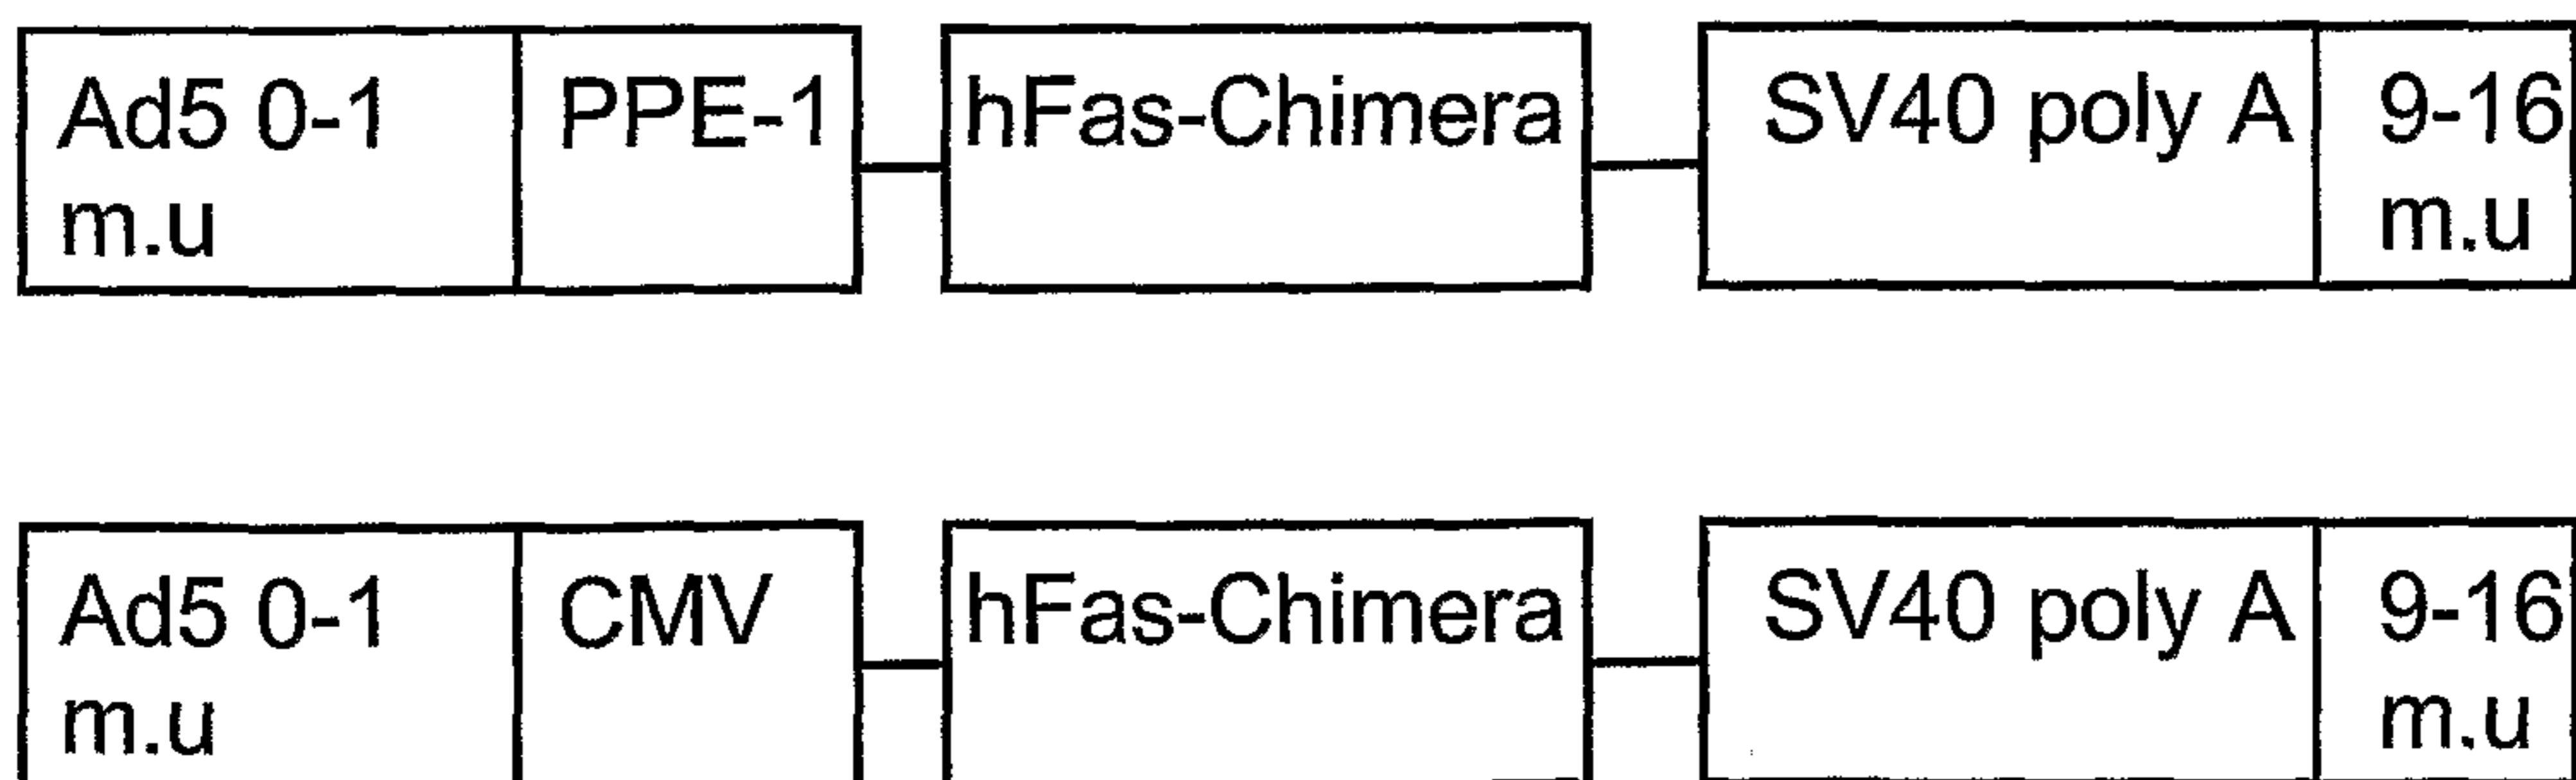 Ad5 0-1 PPE-1 hFas-Chimera SV40 poly A 9-16
m.u m.u
Ad5 0-1 CMV hFas-Chimera SV40 poly A 9-16
m.u m.u